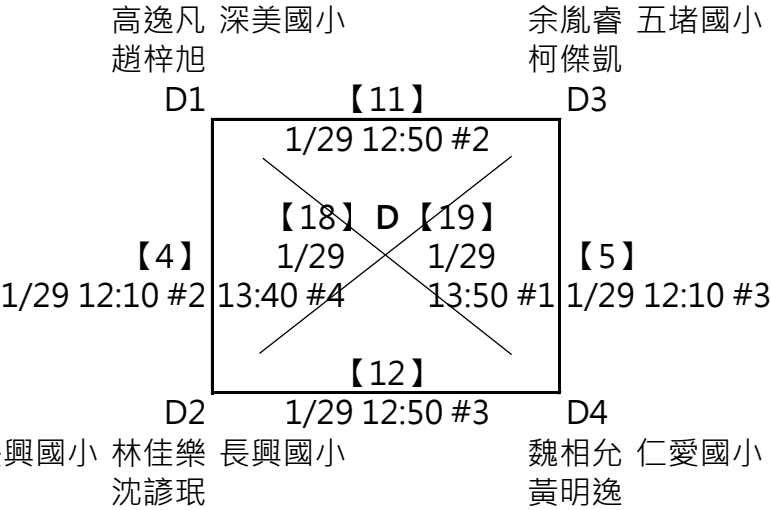 高逸凡 深美國小 余胤睿 五堵國小
趙梓旭 柯傑凱
D1 【11】 D3
1/29 12:50 #2
【18】 D 【19】
【4】 1/29 1/29 【5】
1/29 12:10 #2 13:40 #4 13:50 #1 1/29 12:10 #3
【12】
D2 1/29 12:50 #3 D4
興國小 林佳樂 長興國小 魏相允 仁愛國小
沈諺珉 黃明逸